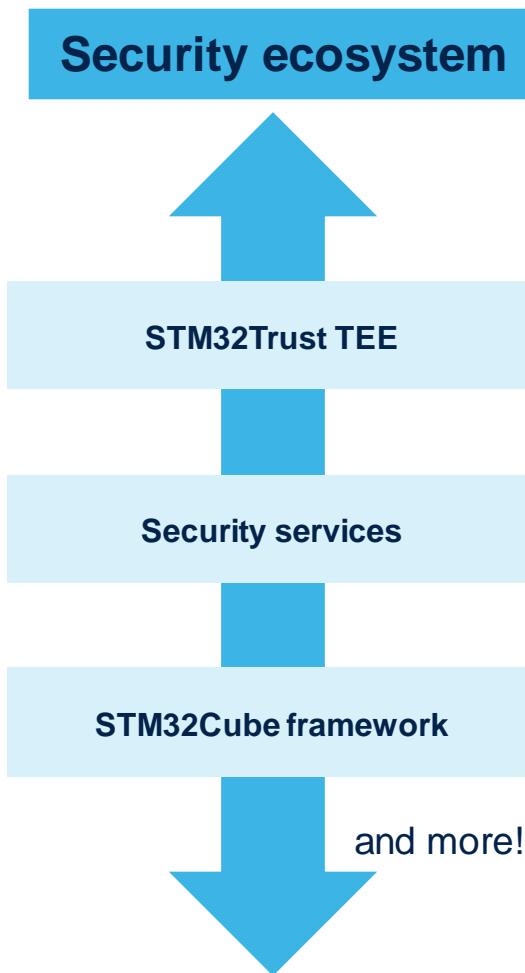 Security ecosystem
STM32Trust TEE
Security services
STM32Cube framework
and more!